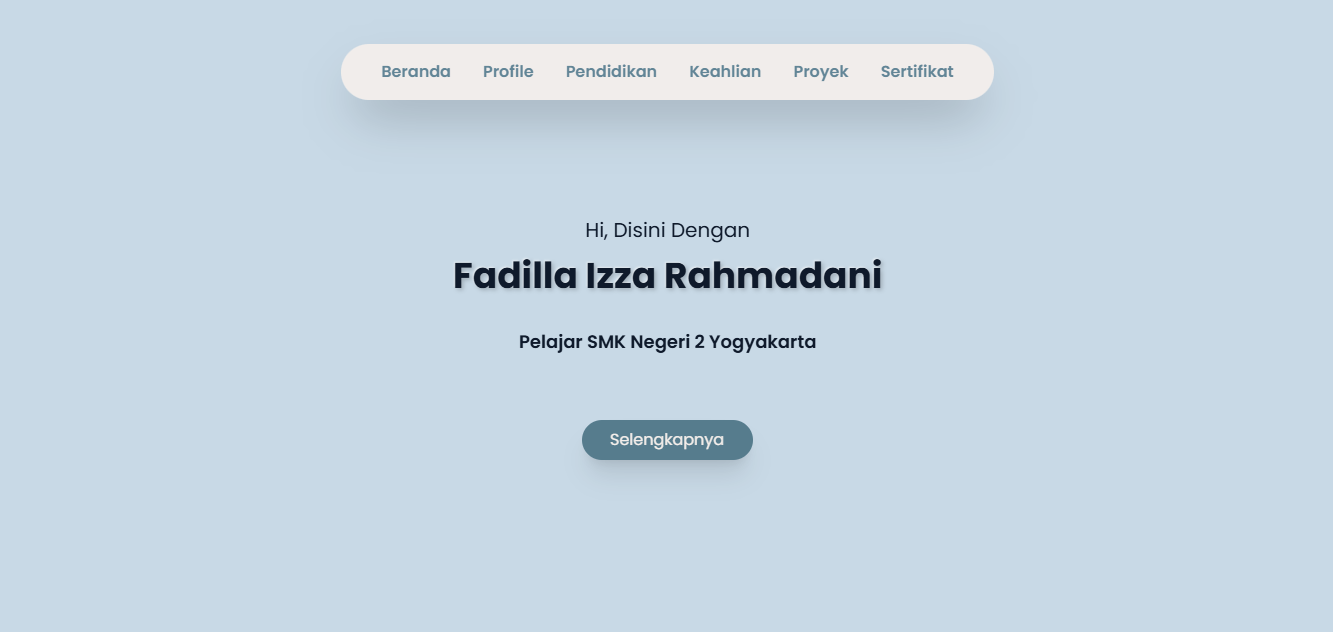 Beranda Profile Pendidikan Keahlian Proyek Sertifikat
Hi, Disini Dengan
Fadilla Izza Rahmadani
Pelajar SMK Negeri 2 Yogyakarta
Selengkapnya